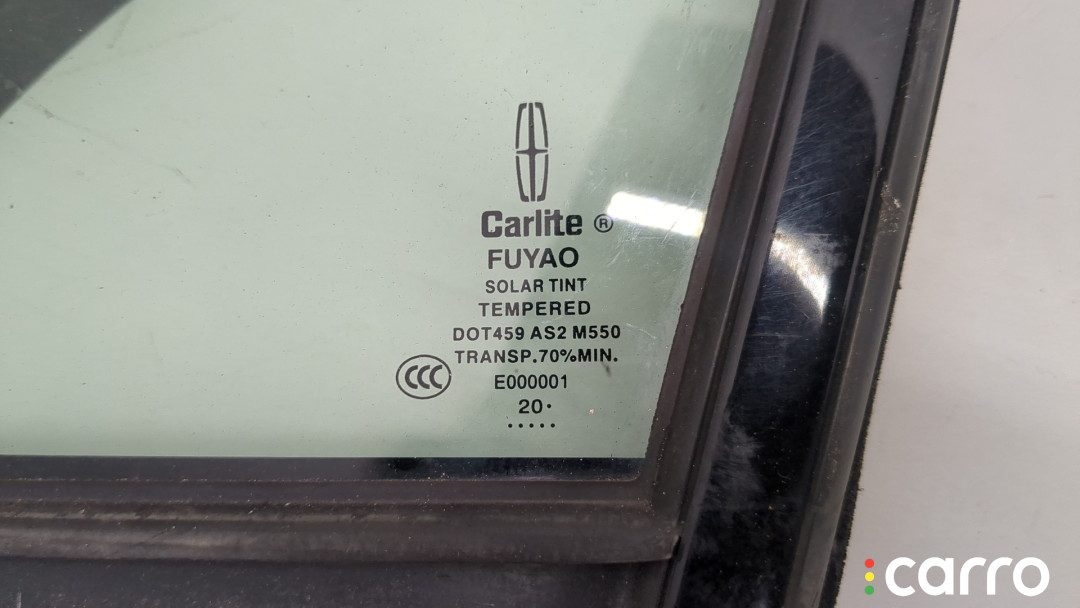 Carlite ®
FUYAO
SOLAR TINT
TEMPERED
DOT459 AS2 M550
TRANSP.70%MIN.
CCC
E000001
20·
·····
carro